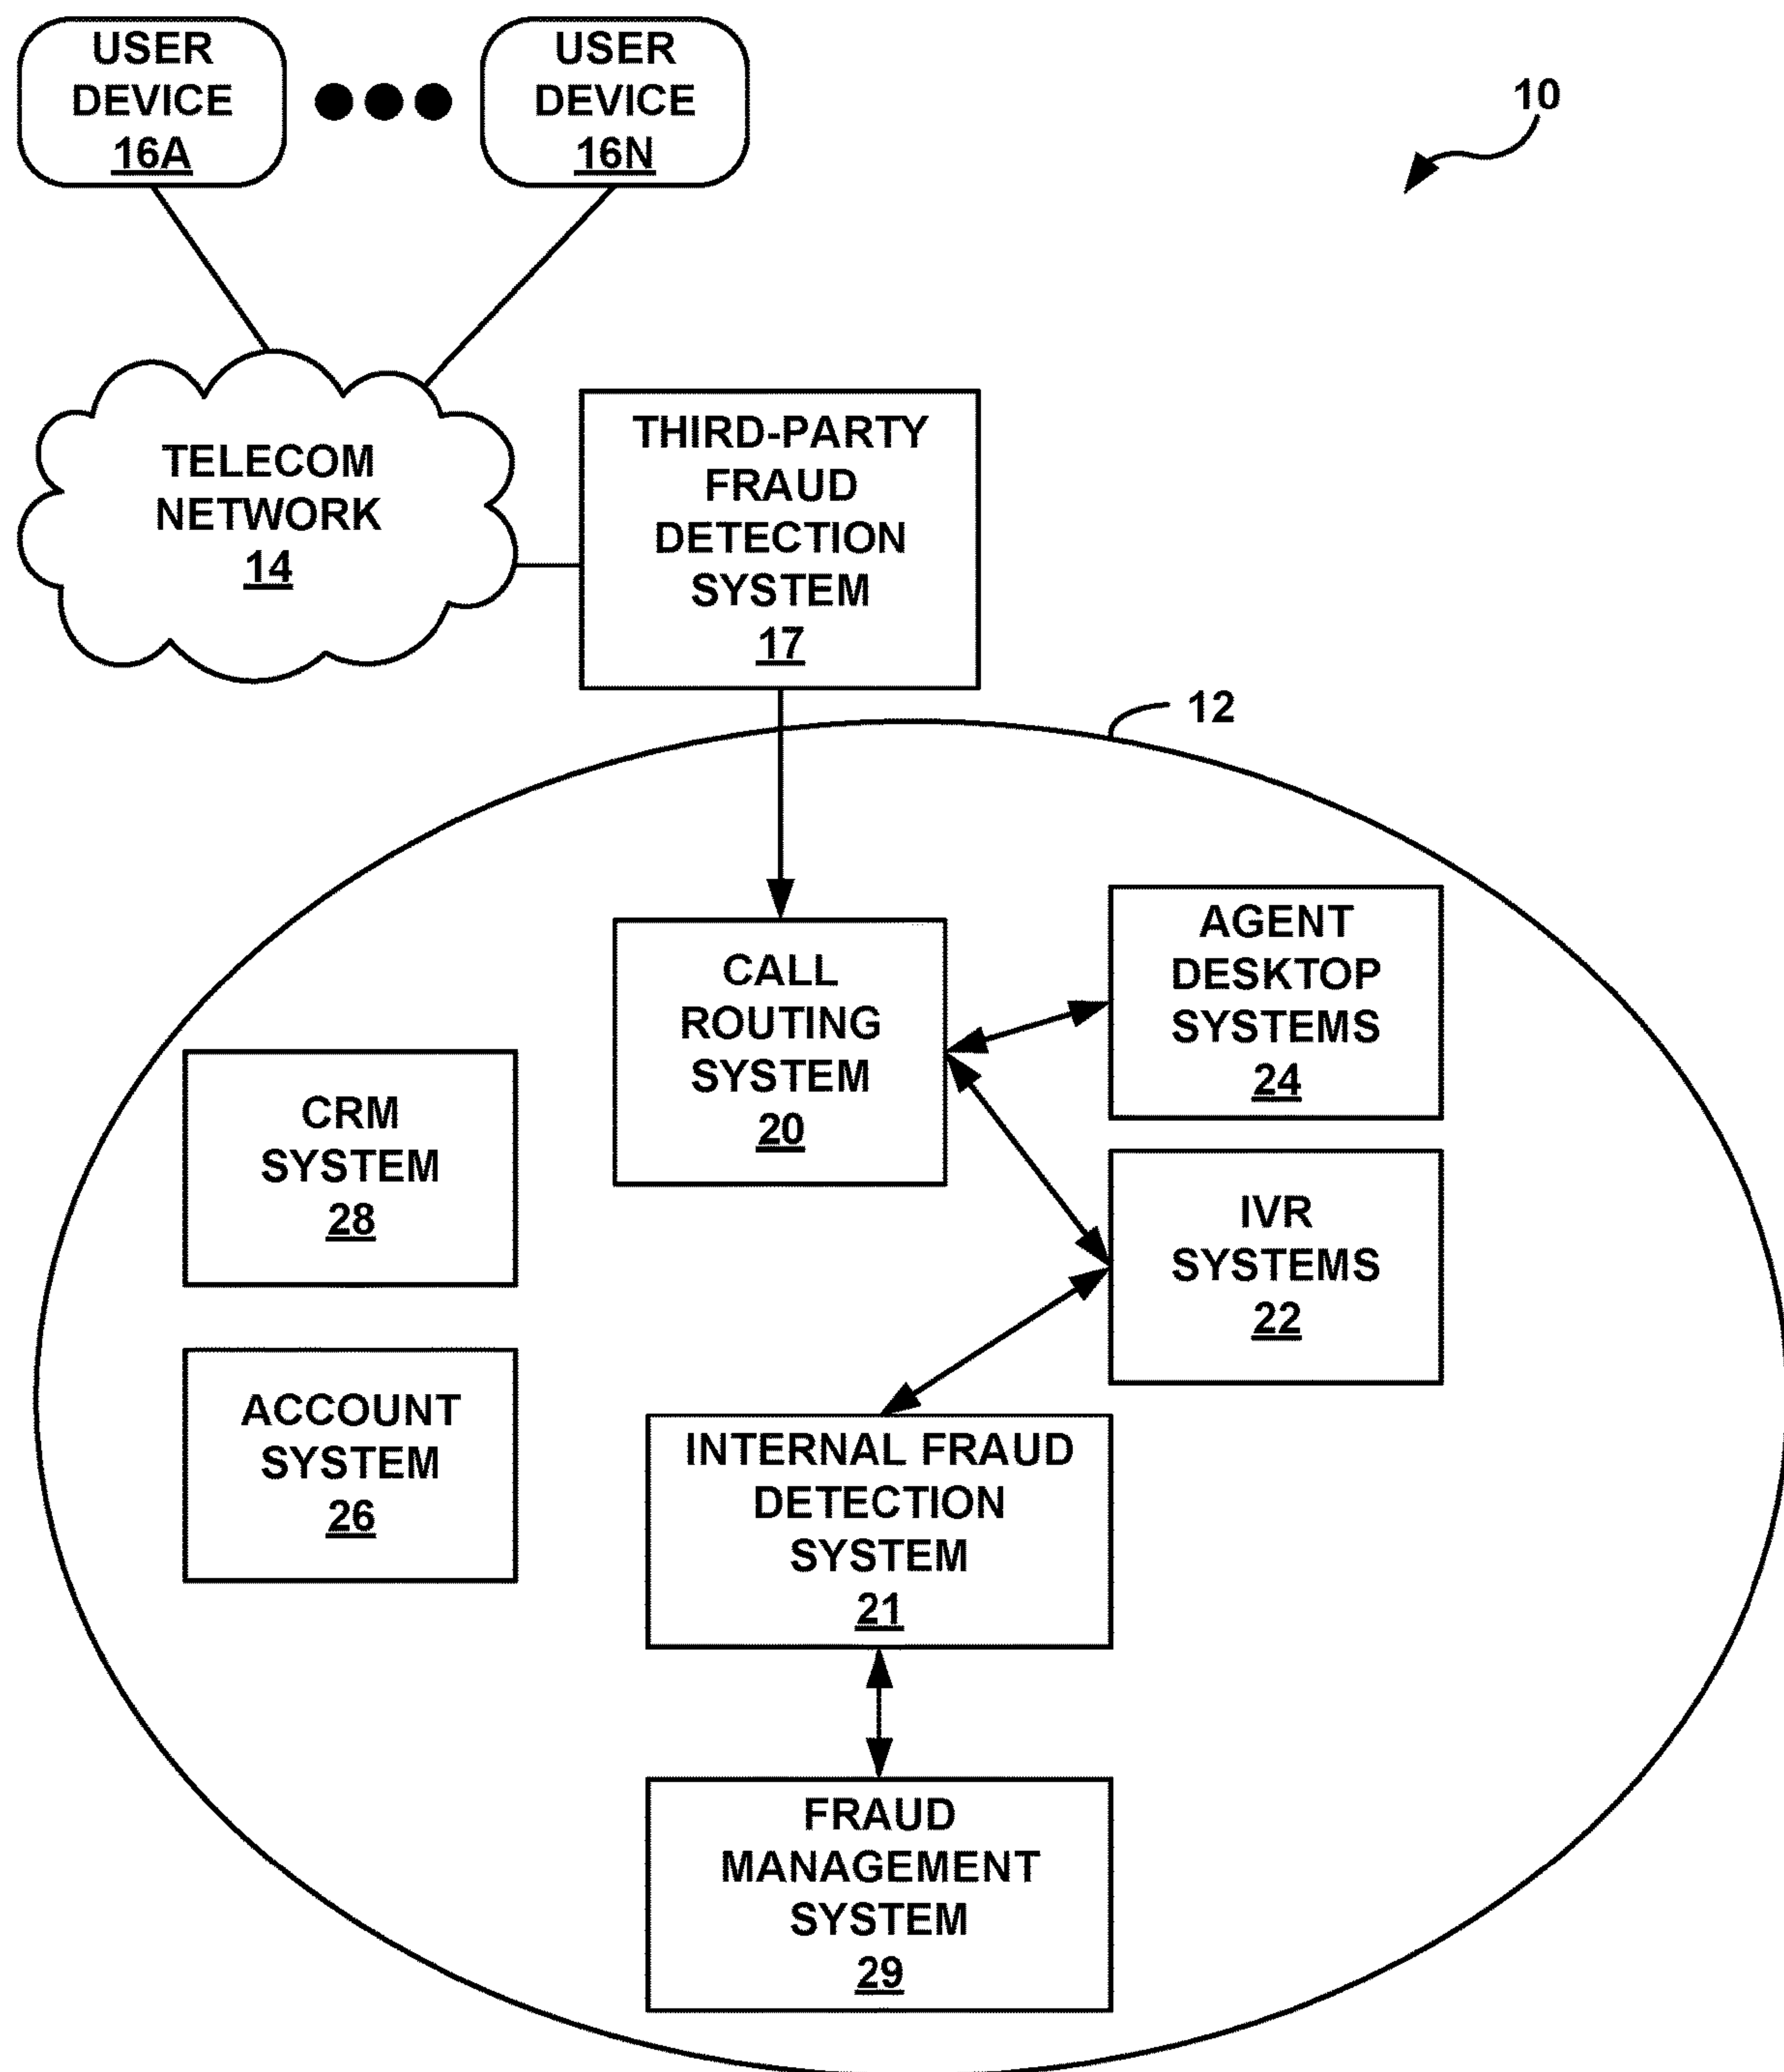 USER
DEVICE
16A
USER
DEVICE
16N
10
TELECOM
NETWORK
14
THIRD-PARTY
FRAUD
DETECTION
SYSTEM
17
12
CALL
ROUTING
SYSTEM
20
AGENT
DESKTOP
SYSTEMS
24
CRM
SYSTEM
28
IVR
SYSTEMS
22
ACCOUNT
SYSTEM
26
INTERNAL FRAUD
DETECTION
SYSTEM
21
FRAUD
MANAGEMENT
SYSTEM
29